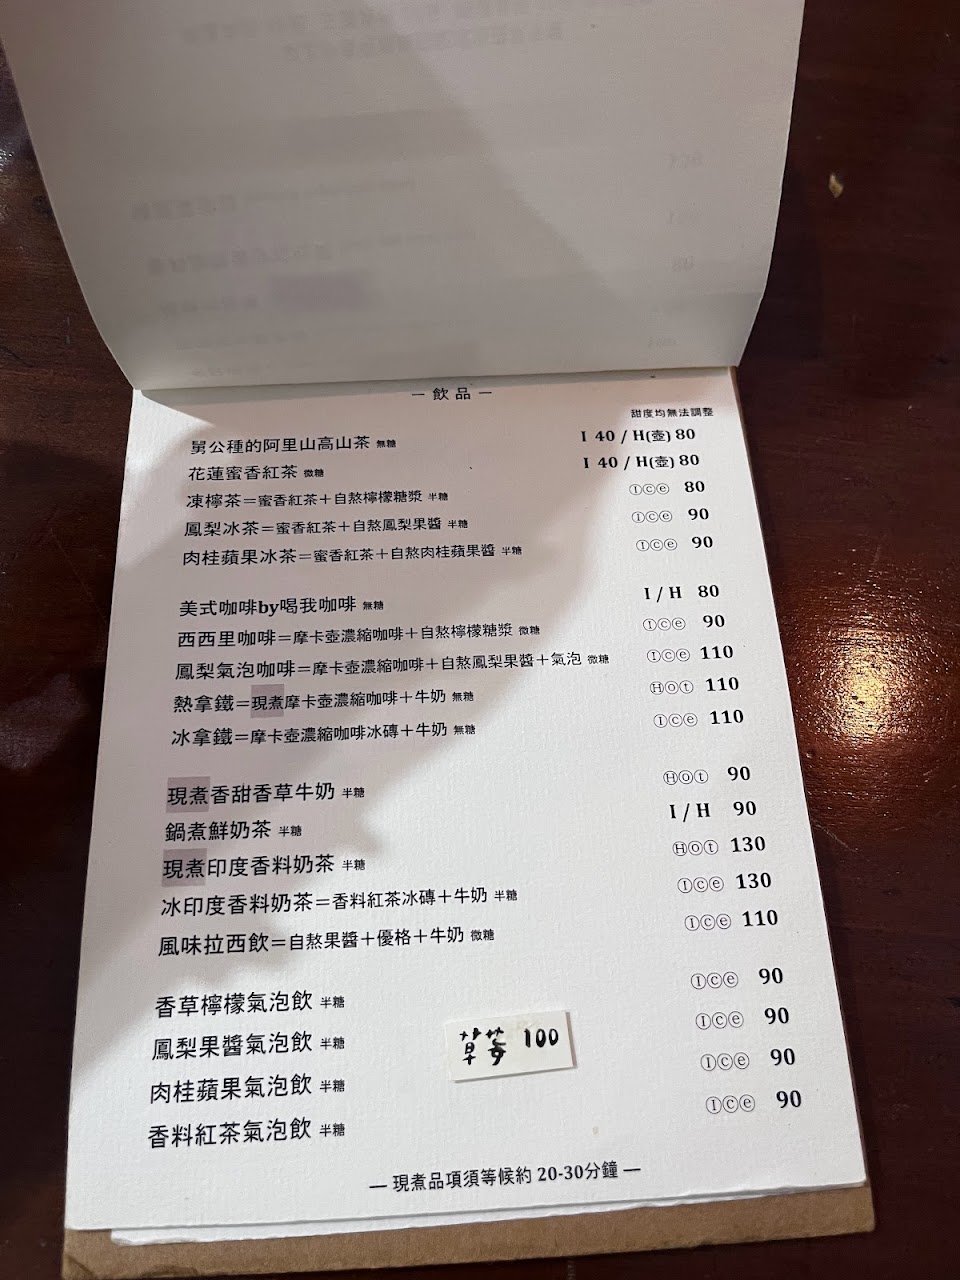 — 飲品 —
甜度均無法調整
舅公種的阿里山高山茶 無糖 I 40 / H(壺) 80
花蓮蜜香紅茶 微糖 I 40 / H(壺) 80
凍檸茶＝蜜香紅茶＋自熬檸檬糖漿 半糖 Ice 80
鳳梨冰茶＝蜜香紅茶＋自熬鳳梨果醬 半糖 Ice 90
肉桂蘋果冰茶＝蜜香紅茶＋自熬肉桂蘋果醬 半糖 Ice 90
美式咖啡by喝我咖啡 無糖 I / H 80
西西里咖啡＝摩卡壺濃縮咖啡＋自熬檸檬糖漿 微糖 Ice 90
鳳梨氣泡咖啡＝摩卡壺濃縮咖啡＋自熬鳳梨果醬＋氣泡 微糖 Ice 110
熱拿鐵＝現煮摩卡壺濃縮咖啡＋牛奶 無糖 Hot 110
冰拿鐵＝摩卡壺濃縮咖啡冰磚＋牛奶 無糖 Ice 110
現煮香甜香草牛奶 半糖 Hot 90
鍋煮鮮奶茶 半糖 I / H 90
現煮印度香料奶茶 半糖 Hot 130
冰印度香料奶茶＝香料紅茶冰磚＋牛奶 半糖 Ice 130
風味拉西飲＝自熬果醬＋優格＋牛奶 微糖 Ice 110
香草檸檬氣泡飲 半糖 Ice 90
鳳梨果醬氣泡飲 半糖 Ice 90
草莓 100
肉桂蘋果氣泡飲 半糖 Ice 90
香料紅茶氣泡飲 半糖 Ice 90
— 現煮品項須等候約 20-30分鐘 —